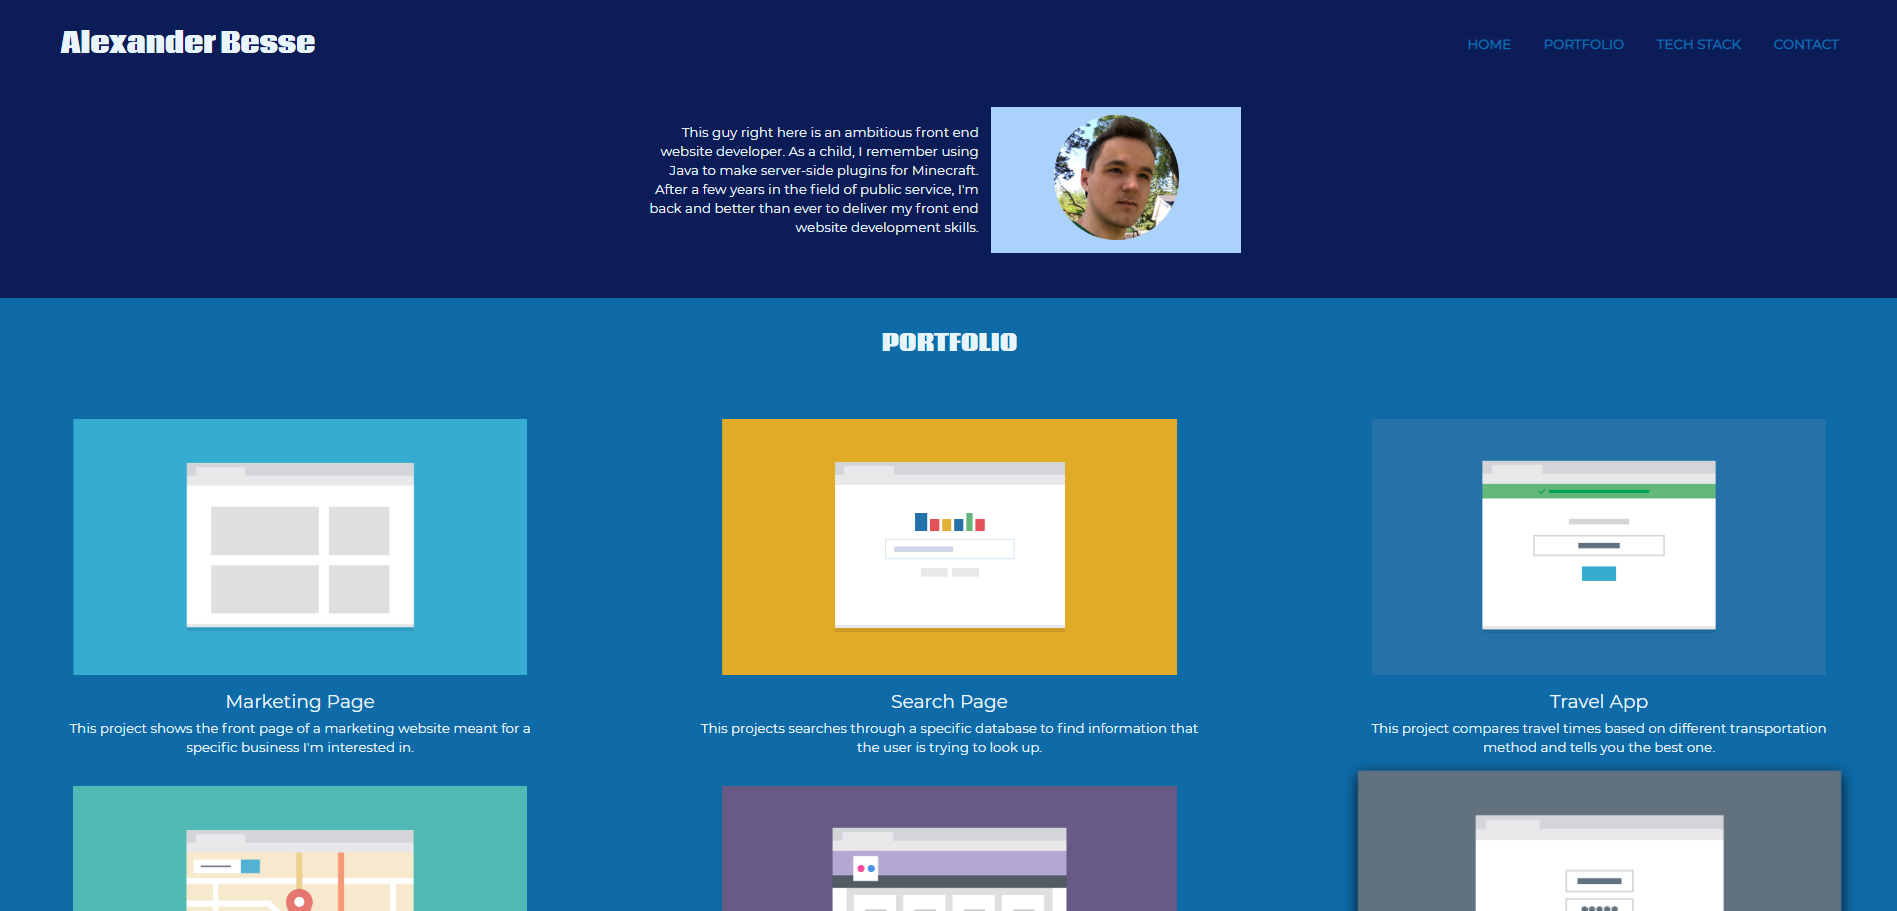 Alexander Besse
HOME PORTFOLIO TECH STACK CONTACT
This guy right here is an ambitious front end
website developer. As a child, I remember using
Java to make server-side plugins for Minecraft.
After a few years in the field of public service, I'm
back and better than ever to deliver my front end
website development skills.
PORTFOLIO
Marketing Page
This project shows the front page of a marketing website meant for a
specific business I'm interested in.
Search Page
This projects searches through a specific database to find information that
the user is trying to look up.
Travel App
This project compares travel times based on different transportation
method and tells you the best one.